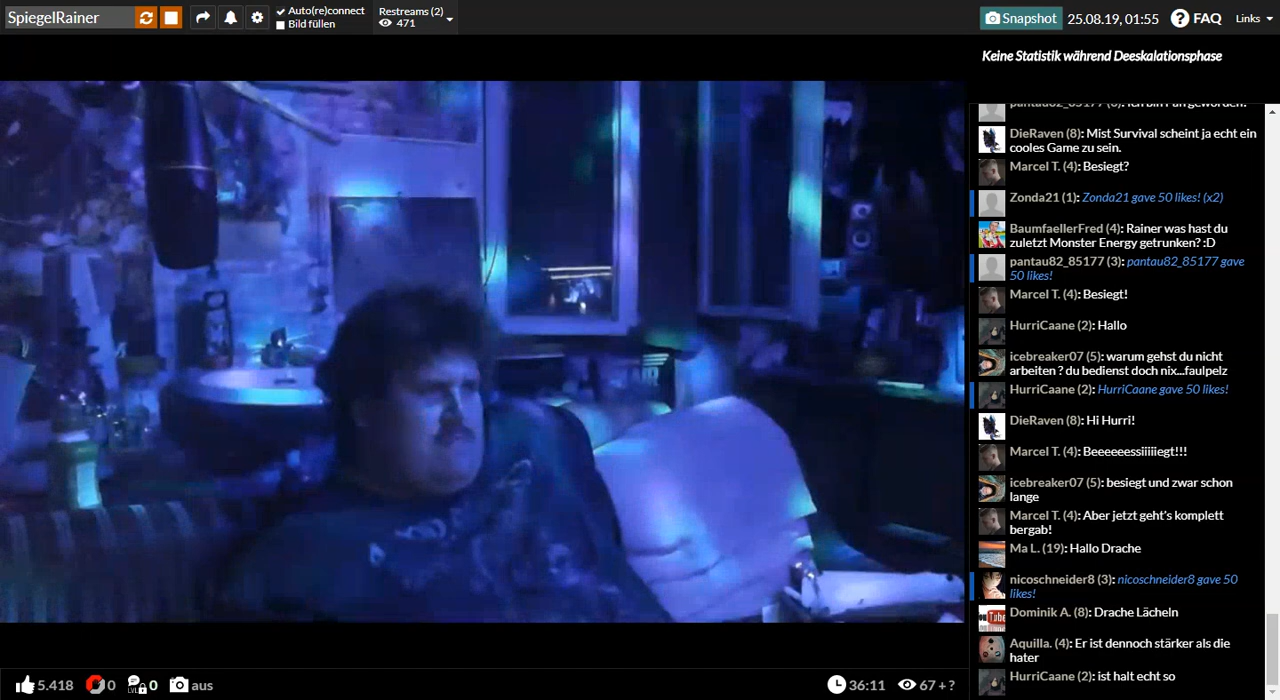 SpiegelRainer
Auto(re)connect
Bild füllen
Restreams (2)
471
Snapshot
25.08.19, 01:55
FAQ
Links
Keine Statistik während Deeskalationsphase
DieRaven (8): Mist Survival scheint ja echt ein
cooles Game zu sein.
Marcel T. (4): Besiegt?
Zonda21 (1): Zonda21 gave 50 likes! (x2)
BaumfaellerFred (4): Rainer was hast du
zuletzt Monster Energy getrunken? :D
pantau82_85177 (3): pantau82_85177 gave
50 likes!
Marcel T. (4): Besiegt!
HurriCaane (2): Hallo
icebreaker07 (5): warum gehst du nicht
arbeiten ? du bedienst doch nix...faulpelz
HurriCaane (2): HurriCaane gave 50 likes!
DieRaven (8): Hi Hurri!
Marcel T. (4): Beeeeeessiiiiegt!!!
icebreaker07 (5): besiegt und zwar schon
lange
Marcel T. (4): Aber jetzt geht's komplett
bergab!
Ma L. (19): Hallo Drache
nicoschneider8 (3): nicoschneider8 gave 50
likes!
Dominik A. (8): Drache Lächeln
Aquilla. (4): Er ist dennoch stärker als die
hater
HurriCaane (2): ist halt echt so
5.418
0
LVL
0
aus
36:11
67 + ?